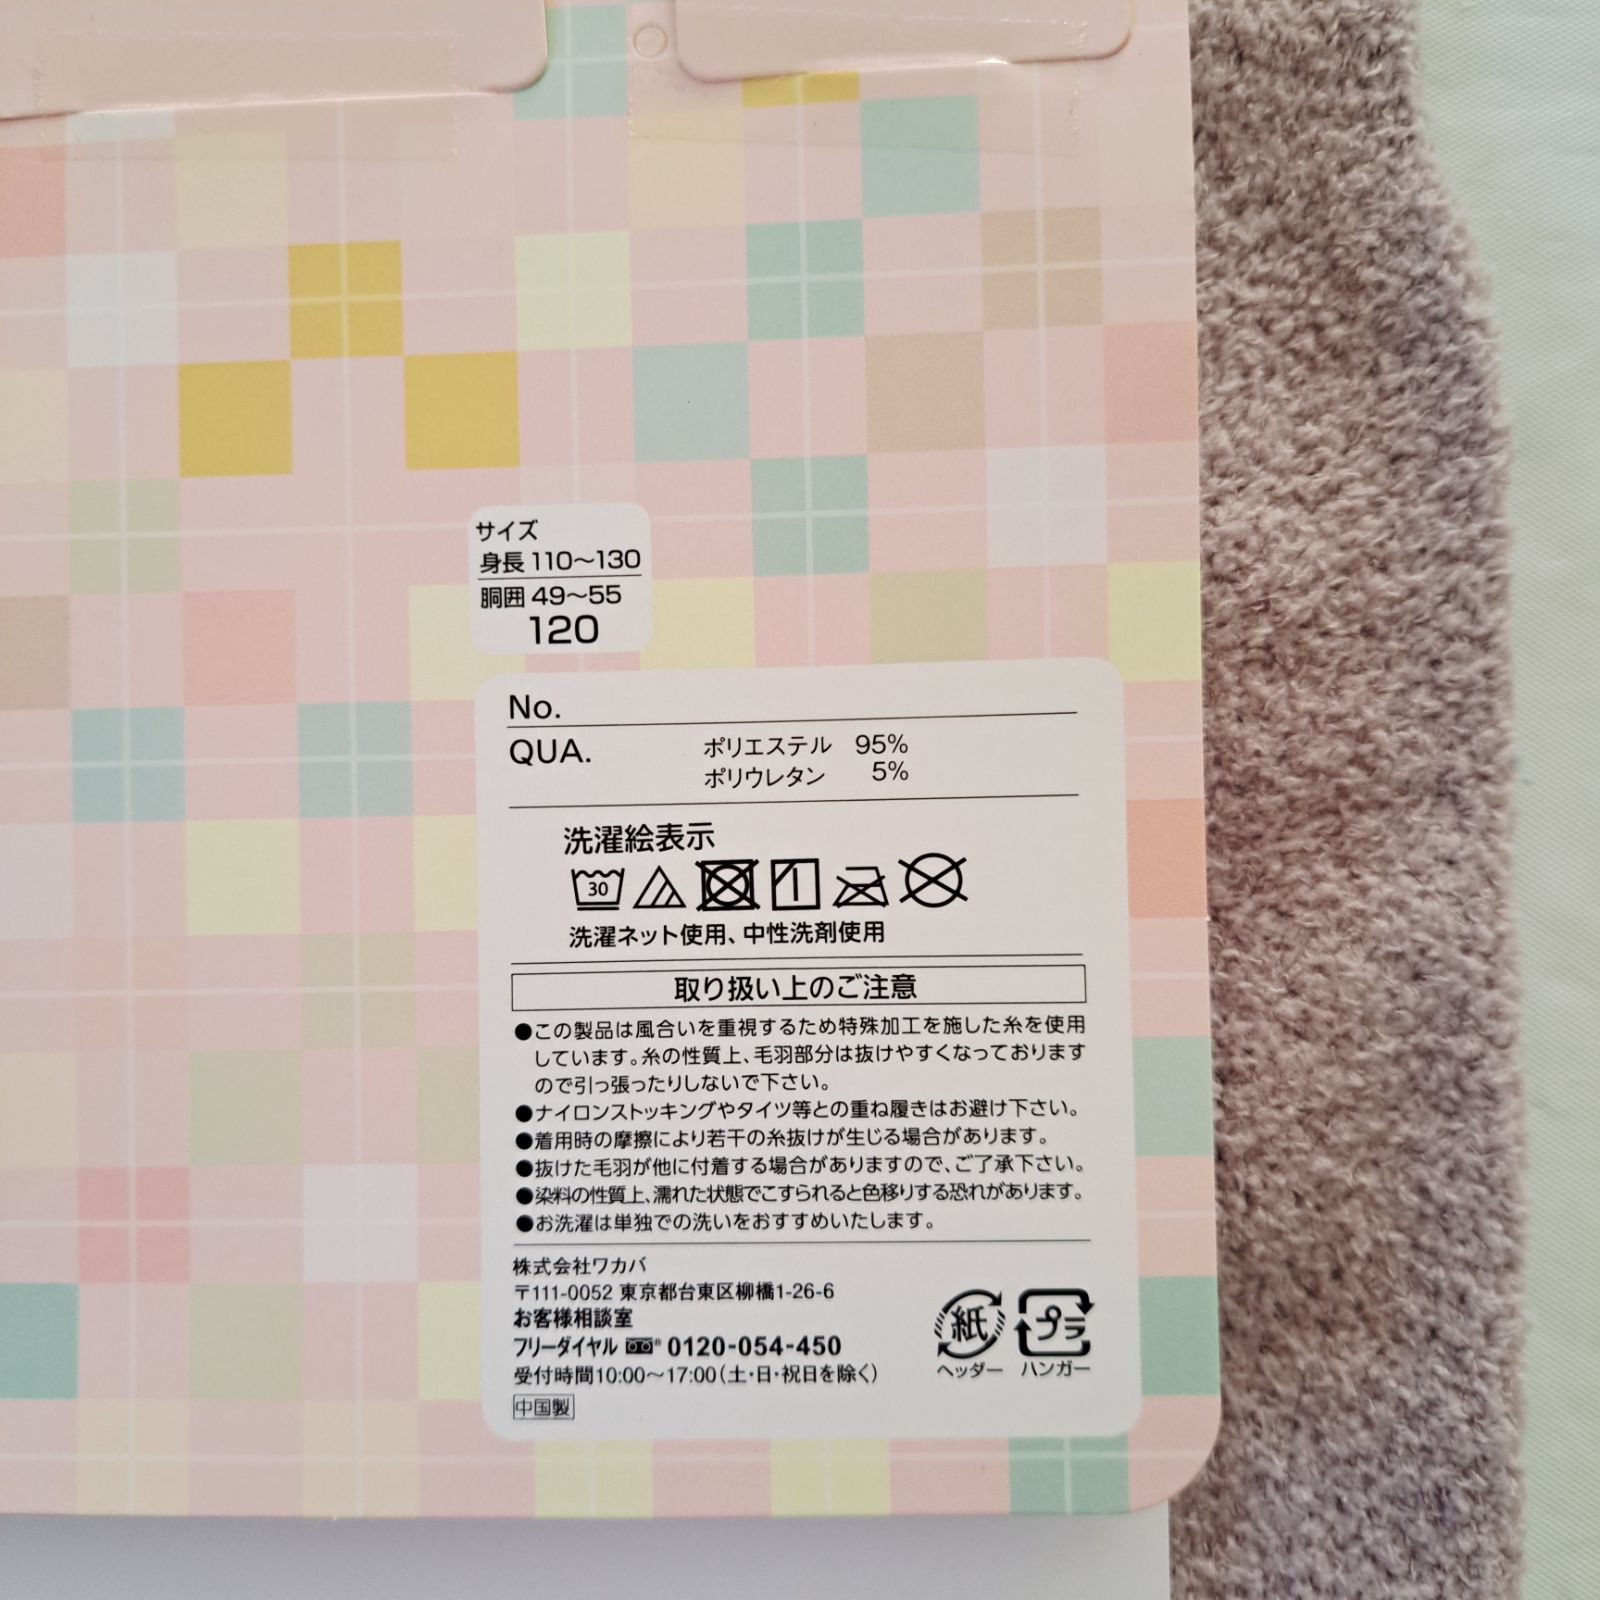 サイズ
身長 110〜130
胴囲 49〜55
120
No.
QUA. ポリエステル 95%
ポリウレタン 5%
洗濯絵表示
30
洗濯ネット使用、中性洗剤使用
取り扱い上のご注意
●この製品は風合いを重視するため特殊加工を施した糸を使用
しています。糸の性質上、毛羽部分は抜けやすくなっております
ので引っ張ったりしないで下さい。
●ナイロンストッキングやタイツ等との重ね履きはお避け下さい。
●着用時の摩擦により若干の糸抜けが生じる場合があります。
●抜けた毛羽が他に付着する場合がありますので、ご了承下さい。
●染料の性質上、濡れた状態でこすられると色移りする恐れがあります。
●お洗濯は単独での洗いをおすすめいたします。
株式会社ワカバ
〒111-0052 東京都台東区柳橋1-26-6
お客様相談室
フリーダイヤル 0120-054-450
受付時間10:00〜17:00(土・日・祝日を除く)
中国製
紙 プラ
ヘッダー ハンガー